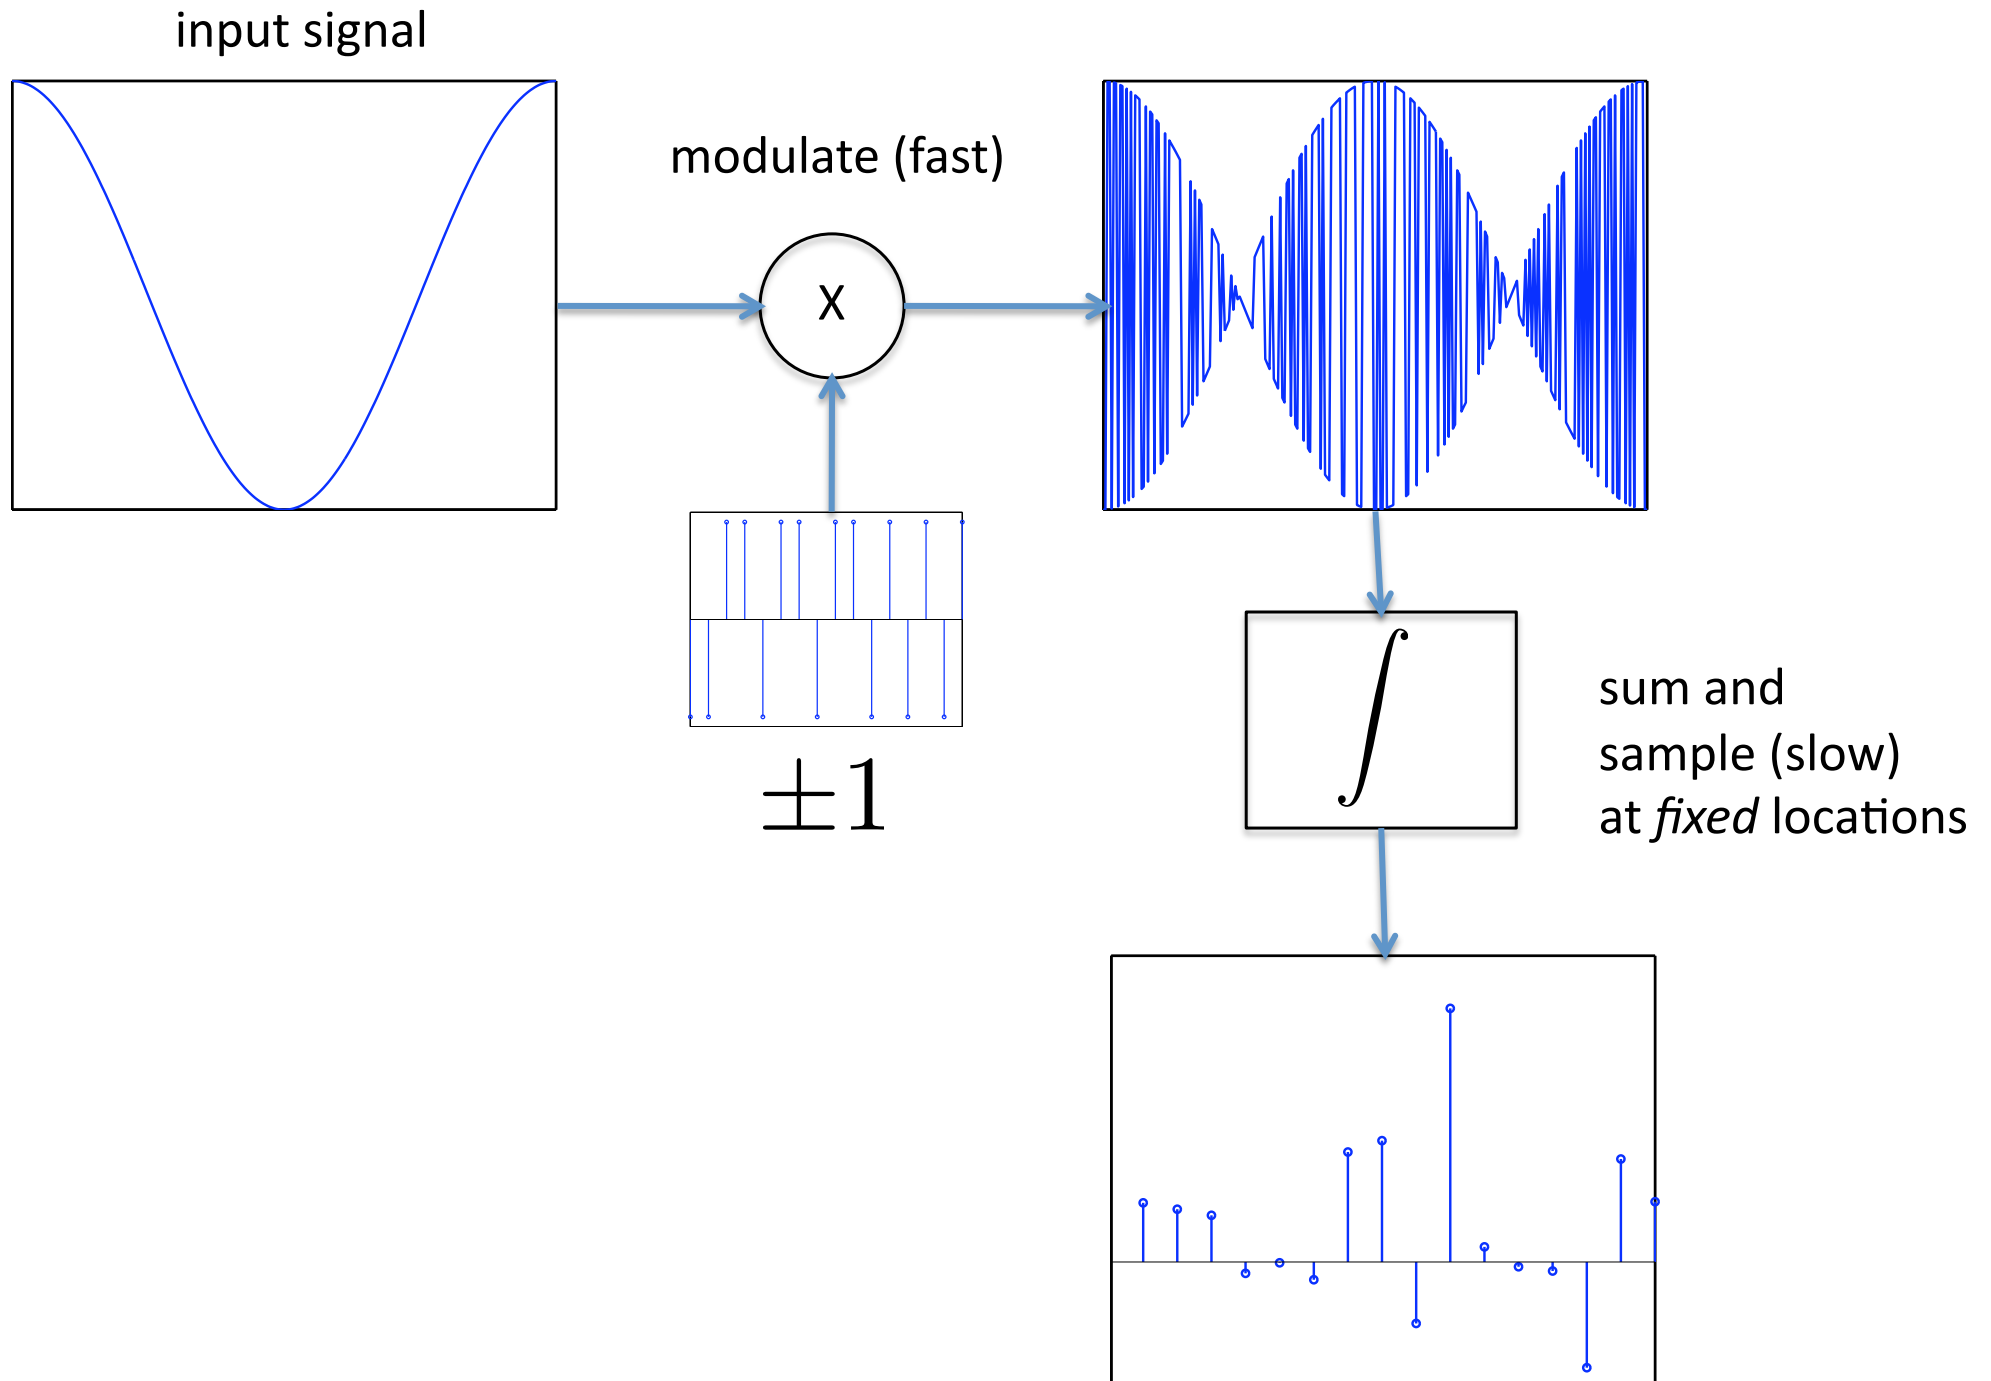 input signal
modulate (fast)
X
±1
∫
sum and
sample (slow)
at fixed locations